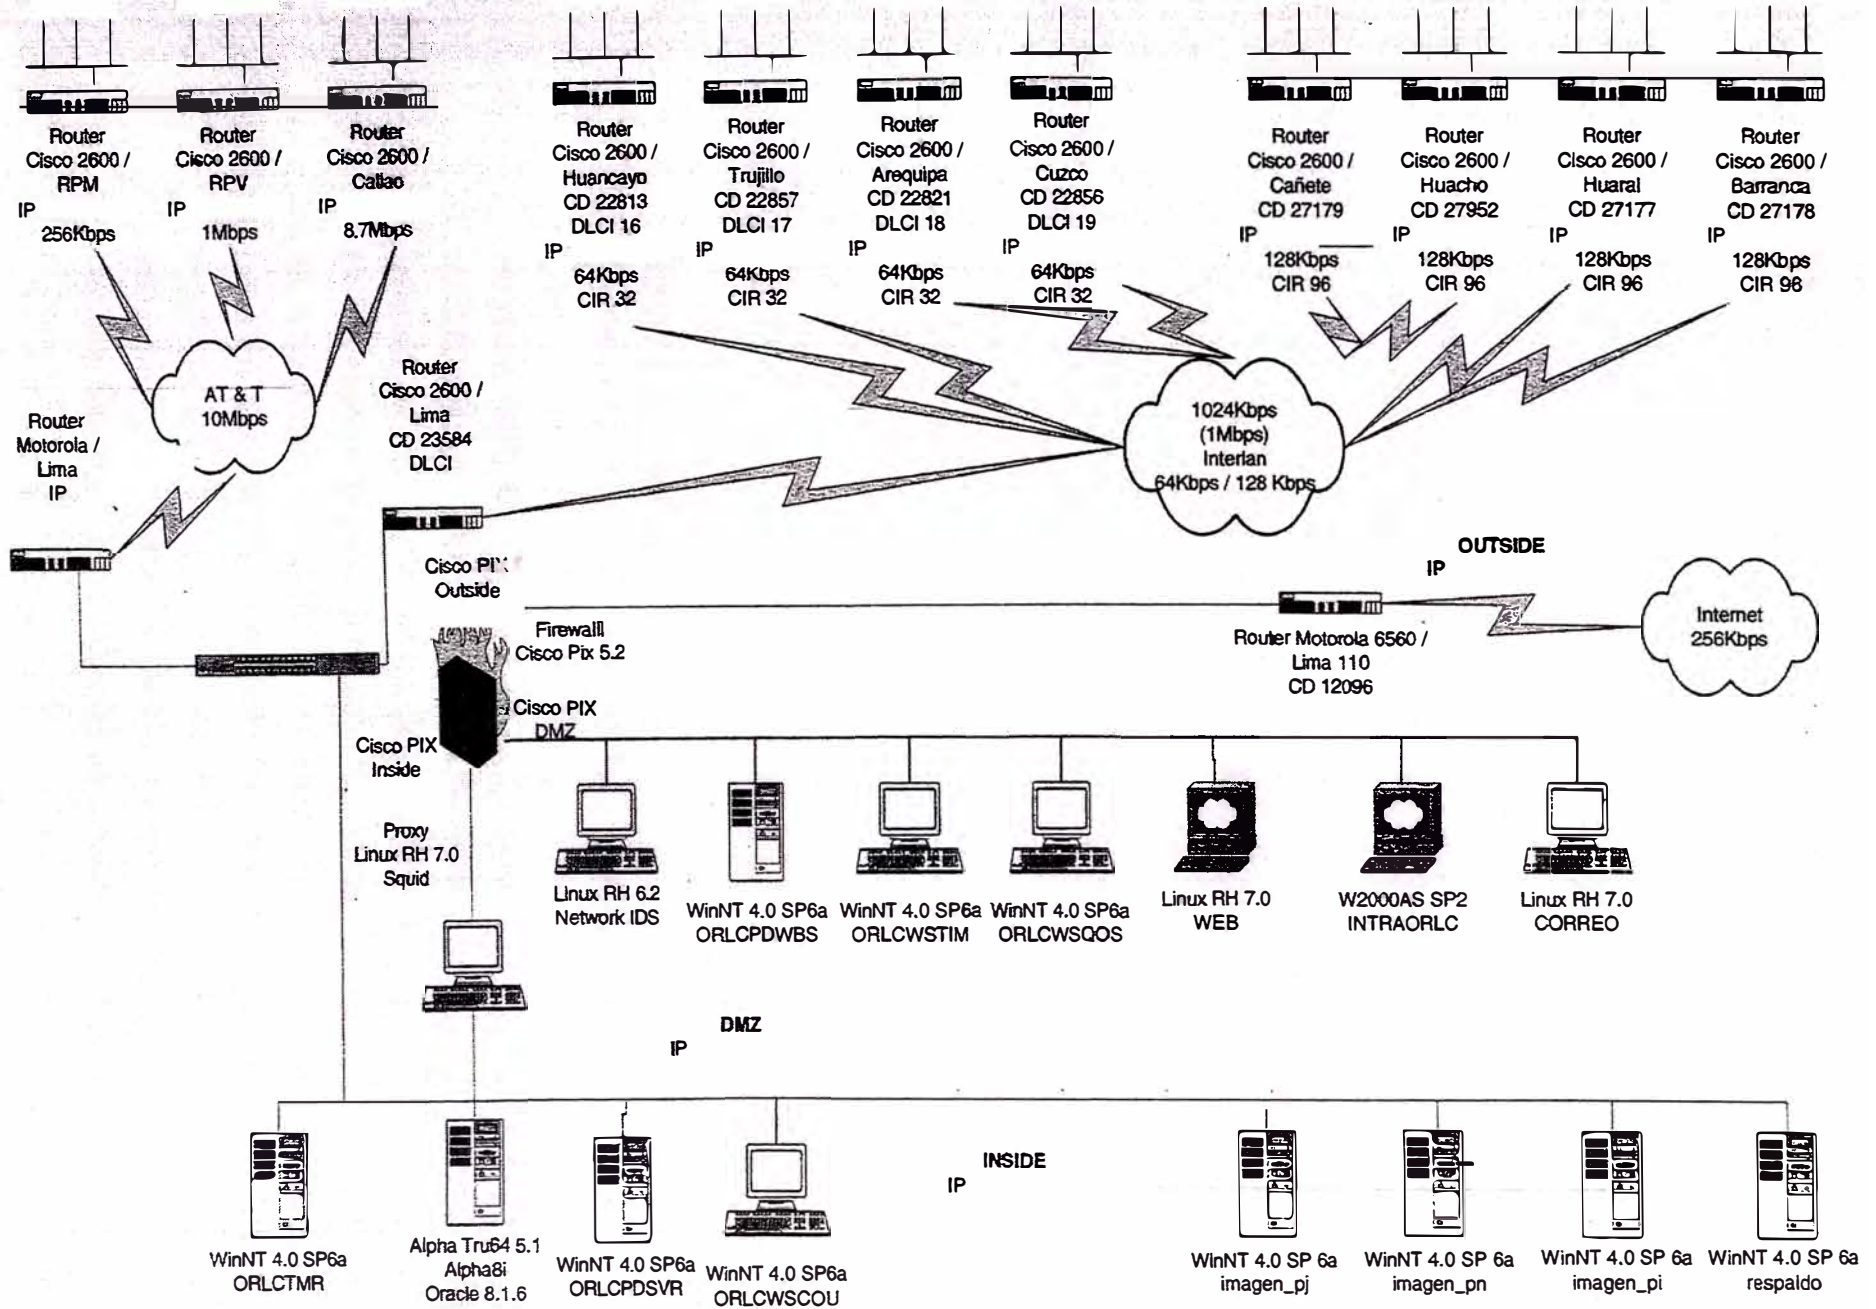 Router
Cisco 2600 /
RPM
IP
256Kbps
Router
Cisco 2600 /
RPV
IP
1Mbps
Router
Cisco 2600 /
Callao
IP
8.7Mbps
Router
Cisco 2600 /
Huancayo
CD 22813
DLCI 16
IP
64Kbps
CIR 32
Router
Cisco 2600 /
Trujillo
CD 22857
DLCI 17
IP
64Kbps
CIR 32
Router
Cisco 2600 /
Arequipa
CD 22821
DLCI 18
IP
64Kbps
CIR 32
Router
Cisco 2600 /
Cuzco
CD 22856
DLCI 19
IP
64Kbps
CIR 32
Router
Cisco 2600 /
Cañete
CD 27179
IP
128Kbps
CIR 96
Router
Cisco 2600 /
Huacho
CD 27952
IP
128Kbps
CIR 96
Router
Cisco 2600 /
Huaral
CD 27177
IP
128Kbps
CIR 96
Router
Cisco 2600 /
Barranca
CD 27178
IP
128Kbps
CIR 96
AT & T
10Mbps
Router
Motorola /
Lima
IP
Router
Cisco 2600 /
Lima
CD 23584
DLCI
1024Kbps
(1Mbps)
Interlan
64Kbps / 128 Kbps
OUTSIDE
IP
Cisco PIX
Outside
Firewall
Cisco Pix 5.2
Router Motorola 6560 /
Lima 110
CD 12096
Internet
256Kbps
Cisco PIX
DMZ
Cisco PIX
Inside
Proxy
Linux RH 7.0
Squid
Linux RH 6.2
Network IDS
WinNT 4.0 SP6a
ORLCPDWBS
WinNT 4.0 SP6a
ORLCWSTIM
WinNT 4.0 SP6a
ORLCWSQOS
Linux RH 7.0
WEB
W2000AS SP2
INTRAORLC
Linux RH 7.0
CORREO
DMZ
IP
INSIDE
IP
WinNT 4.0 SP6a
ORLCTMR
Alpha Tru64 5.1
Alpha8i
Oracle 8.1.6
WinNT 4.0 SP6a
ORLCPDSVR
WinNT 4.0 SP6a
ORLCWSCOU
WinNT 4.0 SP 6a
imagen_pj
WinNT 4.0 SP 6a
imagen_pn
WinNT 4.0 SP 6a
imagen_pi
WinNT 4.0 SP 6a
respaldo